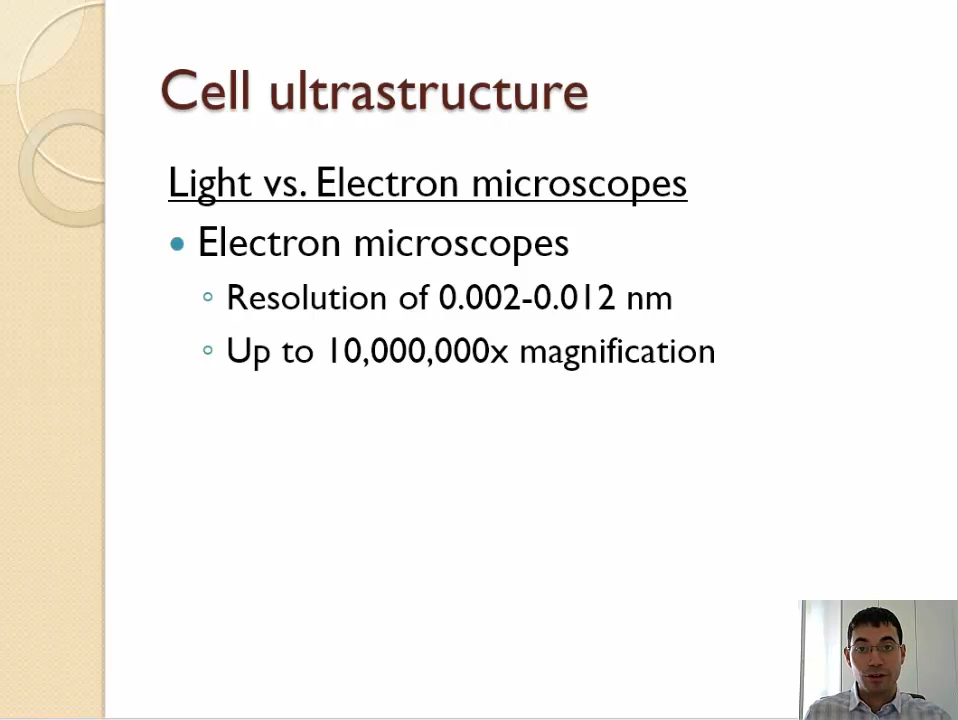 Cell ultrastructure
Light vs. Electron microscopes
Electron microscopes
Resolution of 0.002-0.012 nm
Up to 10,000,000x magnification